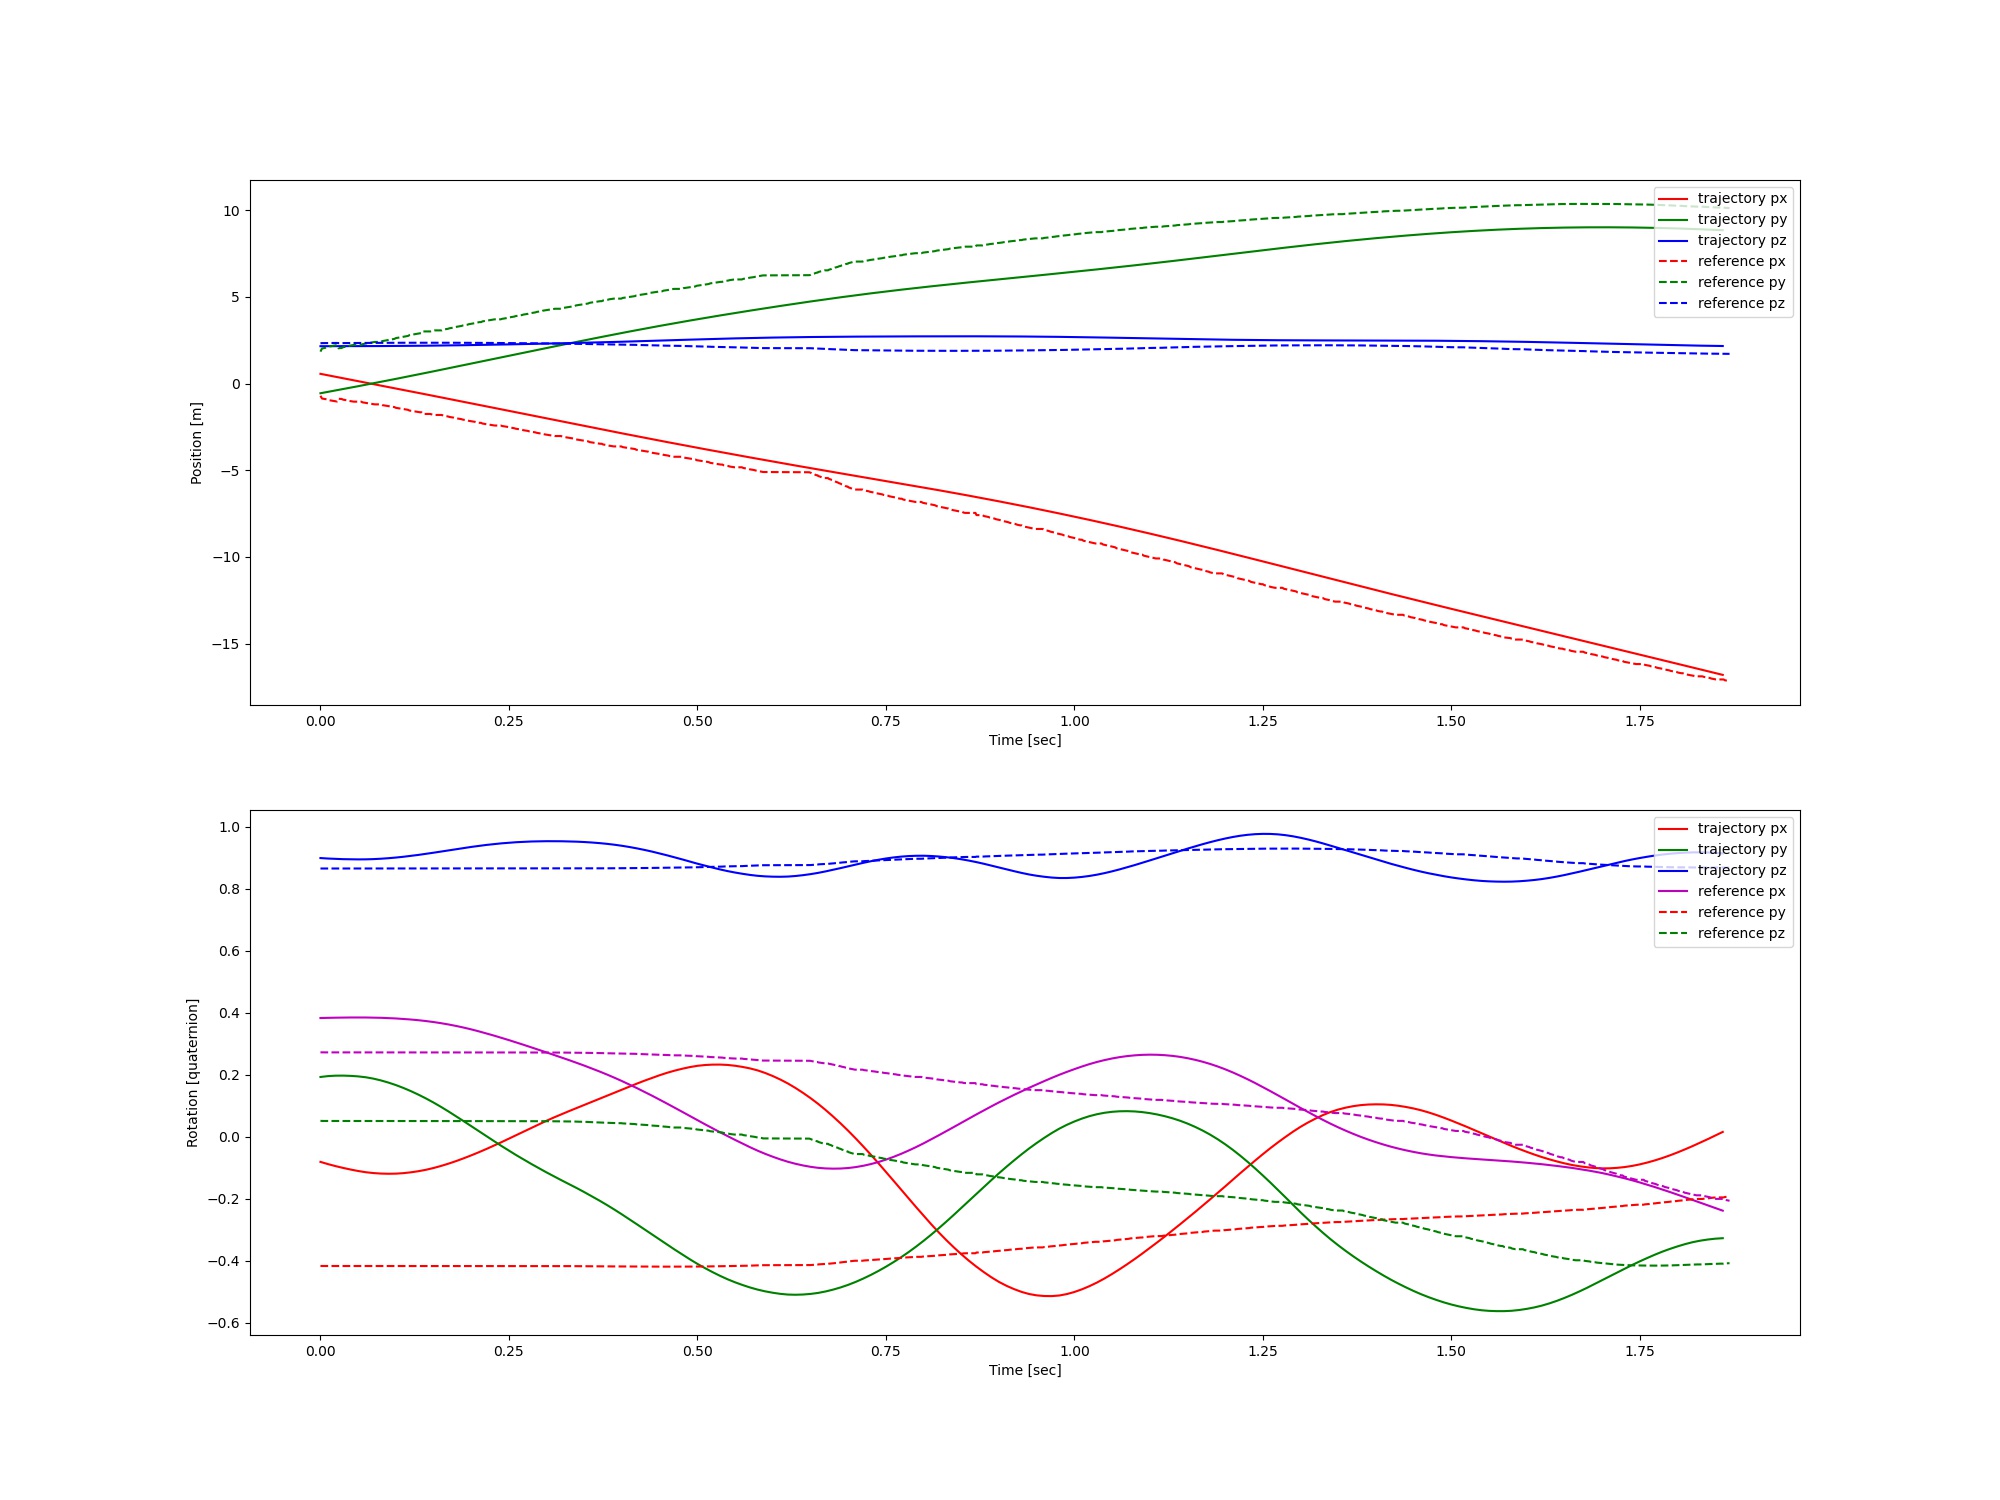 10
5
0
−5
−10
−15
Position [m]
trajectory px
trajectory py
trajectory pz
reference px
reference py
reference pz
0.00 0.25 0.50 0.75 1.00 1.25 1.50 1.75
Time [sec]
1.0
0.8
0.6
0.4
0.2
0.0
−0.2
−0.4
−0.6
Rotation [quaternion]
trajectory px
trajectory py
trajectory pz
reference px
reference py
reference pz
0.00 0.25 0.50 0.75 1.00 1.25 1.50 1.75
Time [sec]